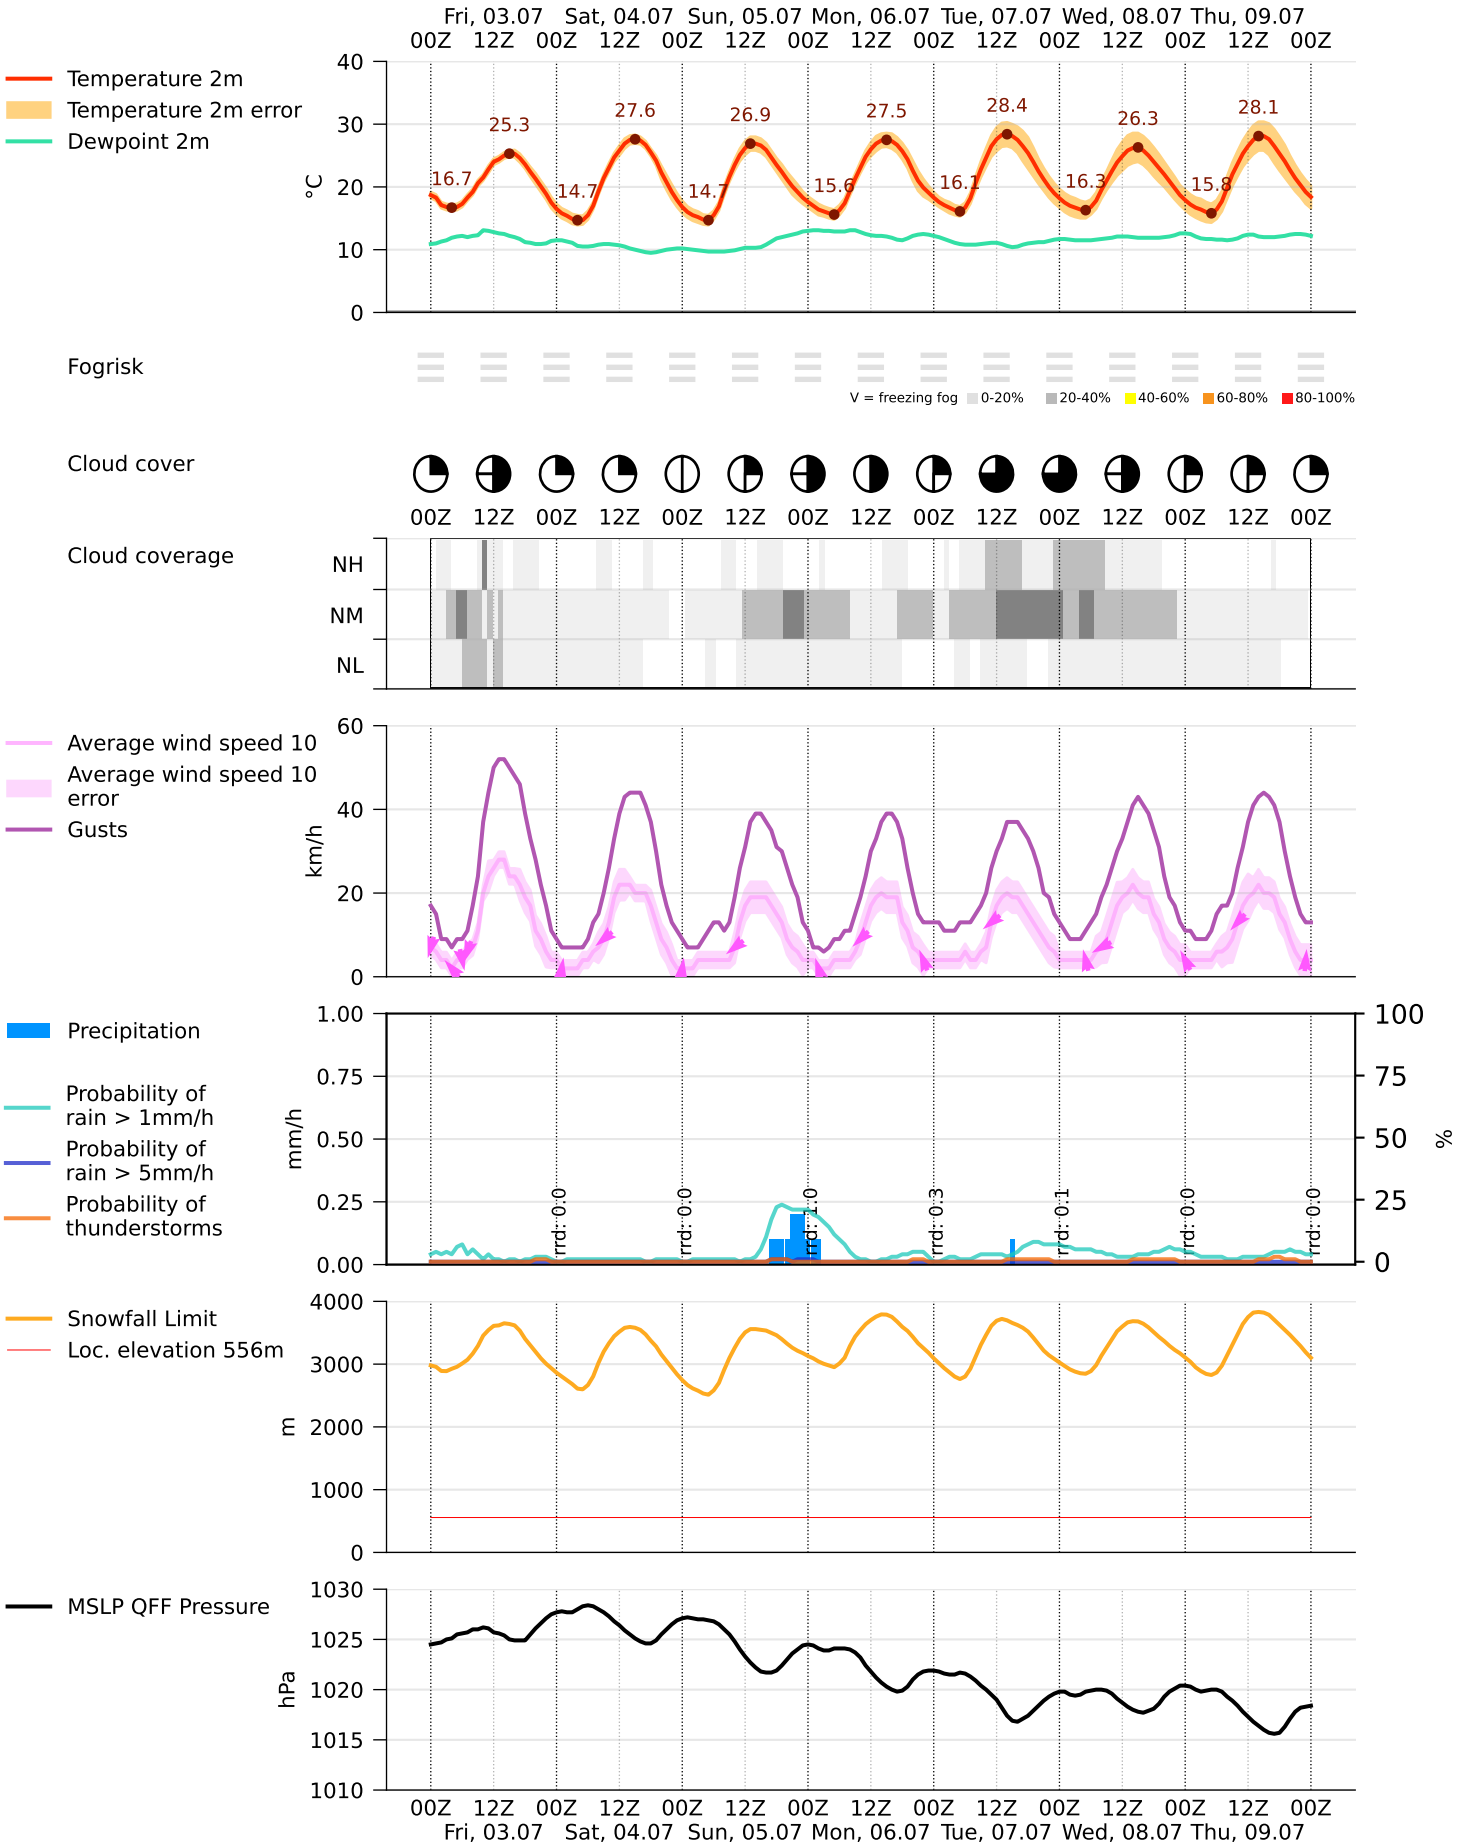 Fri, 03.07 Sat, 04.07 Sun, 05.07 Mon, 06.07 Tue, 07.07 Wed, 08.07 Thu, 09.07
00Z 12Z 00Z 12Z 00Z 12Z 00Z 12Z 00Z 12Z 00Z 12Z 00Z 12Z 00Z
Temperature 2m
Temperature 2m error
Dewpoint 2m
°C
40
30
20
10
0
16.7 25.3 14.7 27.6 14.7 26.9 15.6 27.5 16.1 28.4 16.3 26.3 15.8 28.1
Fogrisk
V = freezing fog 0-20% 20-40% 40-60% 60-80% 80-100%
Cloud cover
00Z 12Z 00Z 12Z 00Z 12Z 00Z 12Z 00Z 12Z 00Z 12Z 00Z 12Z 00Z
Cloud coverage
NH
NM
NL
Average wind speed 10
Average wind speed 10
error
Gusts
km/h
60
40
20
0
Precipitation
Probability of
rain > 1mm/h
Probability of
rain > 5mm/h
Probability of
thunderstorms
mm/h
1.00
0.75
0.50
0.25
0.00
rrd: 0.0 rrd: 0.0 rrd: 1.0 rrd: 0.3 rrd: 0.1 rrd: 0.0 rrd: 0.0
100
75
50
25
0
%
Snowfall Limit
Loc. elevation 556m
m
4000
3000
2000
1000
0
MSLP QFF Pressure
hPa
1030
1025
1020
1015
1010
00Z 12Z 00Z 12Z 00Z 12Z 00Z 12Z 00Z 12Z 00Z 12Z 00Z 12Z 00Z
Fri, 03.07 Sat, 04.07 Sun, 05.07 Mon, 06.07 Tue, 07.07 Wed, 08.07 Thu, 09.07